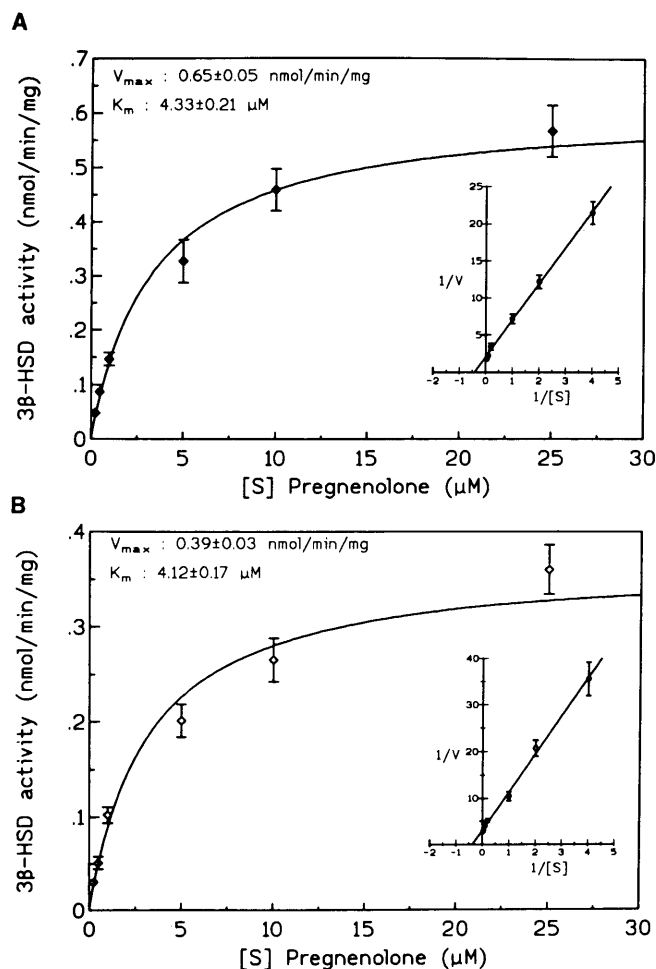 A
V_max : 0.65±0.05 nmol/min/mg
K_m : 4.33±0.21 μM
3β-HSD activity (nmol/min/mg)
.7
.6
.5
.4
.3
.2
.1
0
0 5 10 15 20 25 30
[S] Pregnenolone (μM)
1/V
25
20
15
10
5
-2 -1 0 1 2 3 4 5
1/[S]
B
V_max : 0.39±0.03 nmol/min/mg
K_m : 4.12±0.17 μM
3β-HSD activity (nmol/min/mg)
.4
.3
.2
.1
0
0 5 10 15 20 25 30
[S] Pregnenolone (μM)
1/V
40
30
20
10
-2 -1 0 1 2 3 4 5
1/[S]